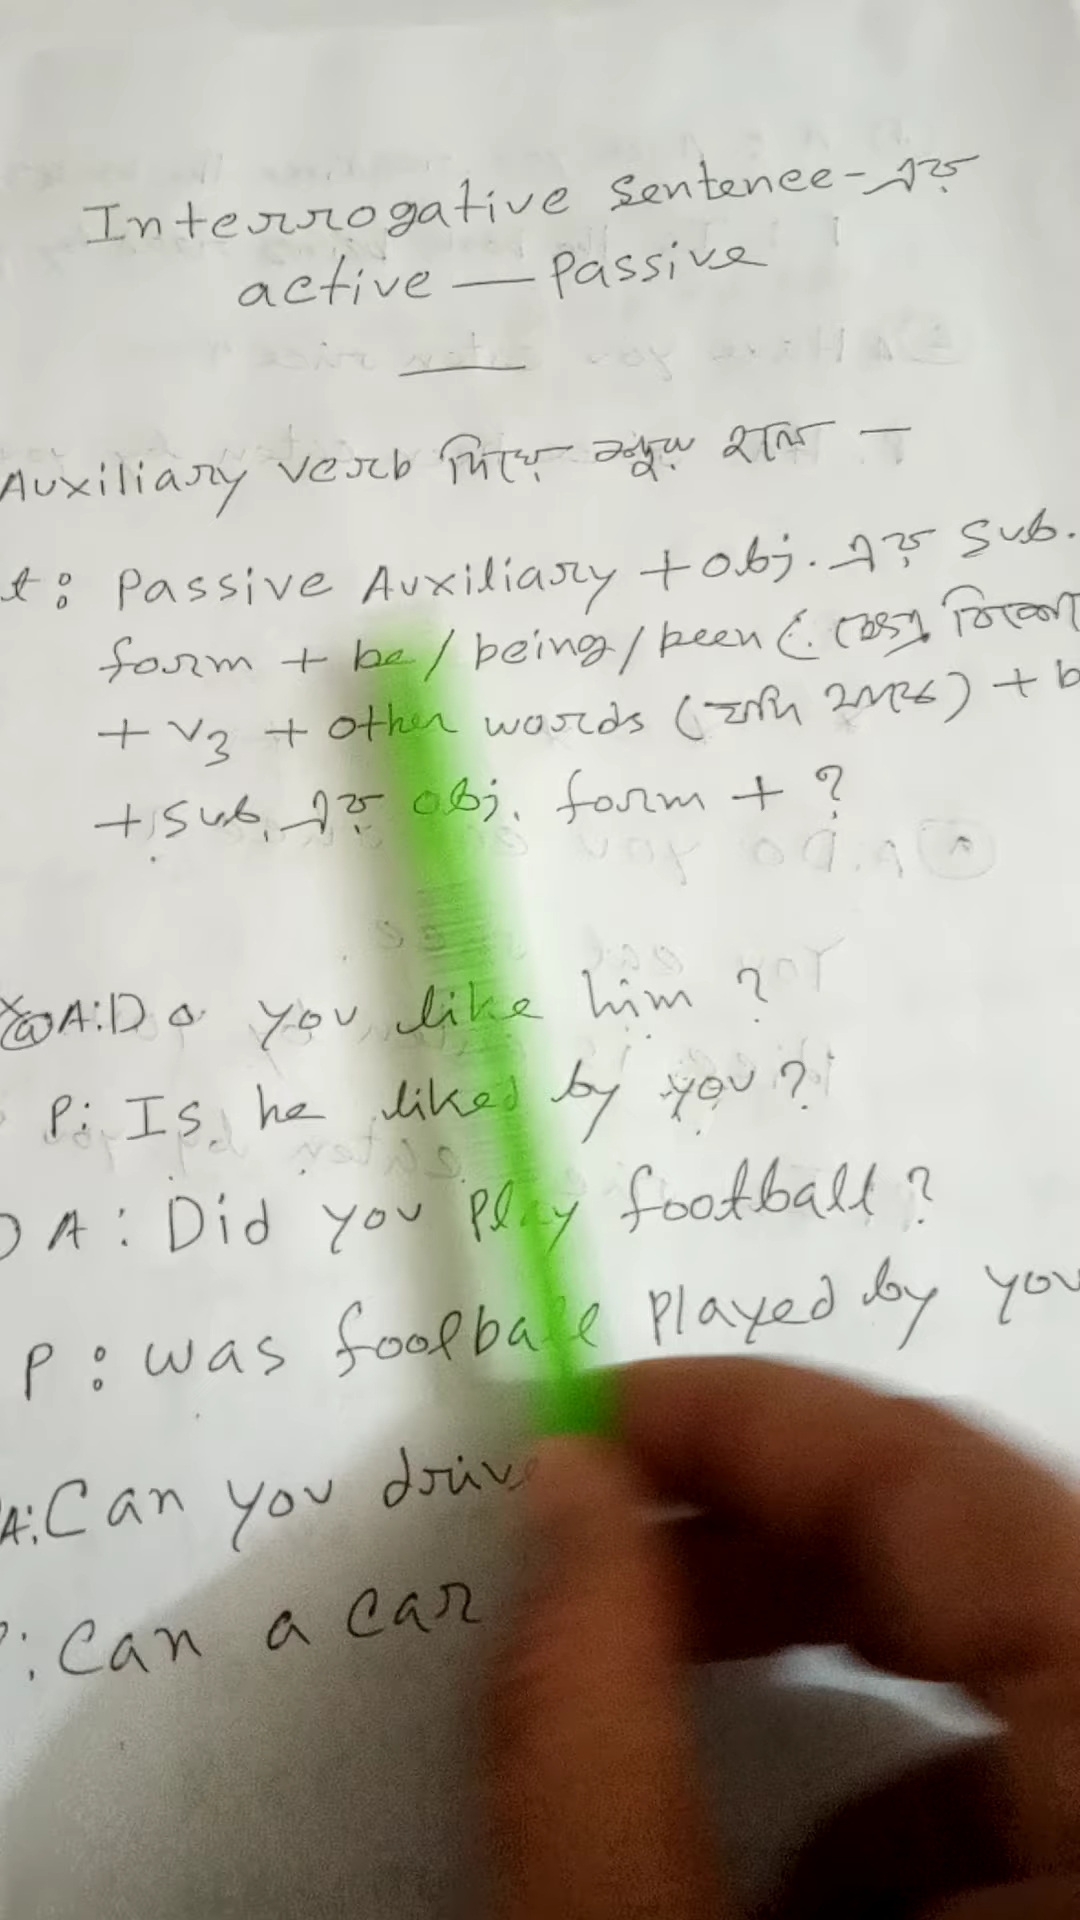 Interrogative Sentence-এর
active — Passive
Auxiliary verb দিয়ে শুরু হলে —
t: Passive Auxiliary + obj. এর sub.
form + be/being/been (
+ v3 + other words (যদি থাকে) + b
+ Sub. এর obj. form + ?
A: Do you like him ?
P: Is he liked by you ?
A: Did you play football ?
P: was football played by you
A: Can you drive
: Can a car